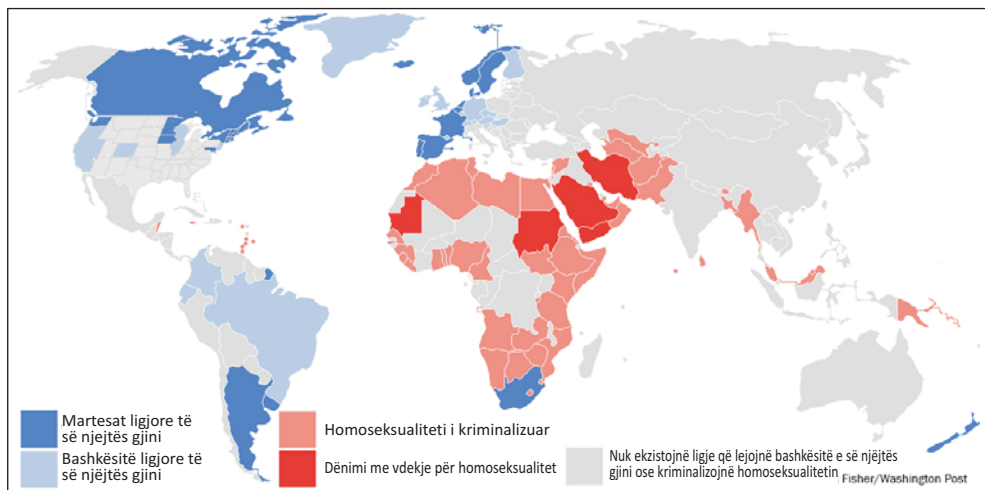 Martesat ligjore të
së njejtës gjini
Bashkësitë ligjore të
së njëjtës gjini
Homoseksualiteti i kriminalizuar
Dënimi me vdekje për homoseksualitet
Nuk ekzistojnë ligje që lejojnë bashkësitë e së njëjtës
gjini ose kriminalizojnë homoseksualitetin
Fisher/Washington Post